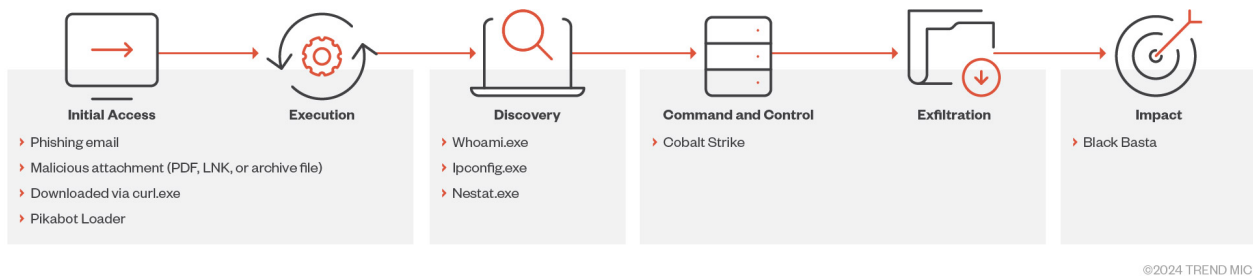 Initial Access
Execution
Phishing email
Malicious attachment (PDF, LNK, or archive file)
Downloaded via curl.exe
Pikabot Loader
Discovery
Whoami.exe
Ipconfig.exe
Nestat.exe
Command and Control
Exfiltration
Cobalt Strike
Impact
Black Basta
©2024 TREND MIC